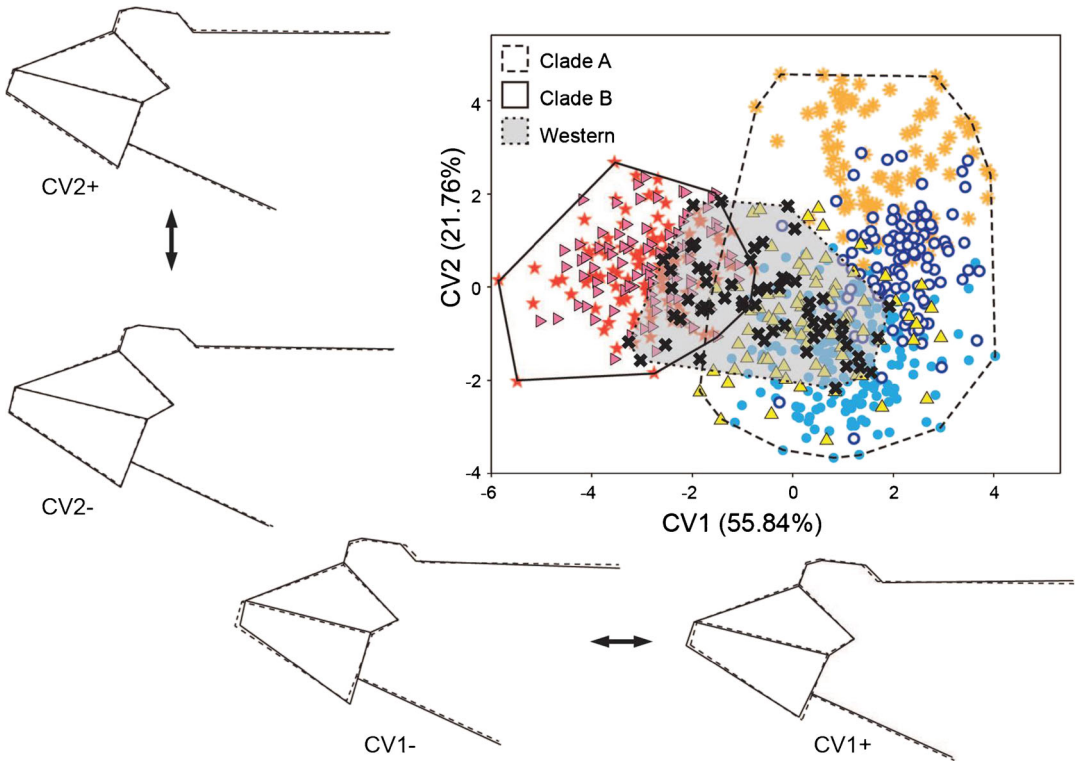 CV2+
CV2-
Clade A
Clade B
Western
CV2 (21.76%)
4
2
0
-2
-4
-6
-4
-2
0
2
4
CV1 (55.84%)
CV1-
CV1+